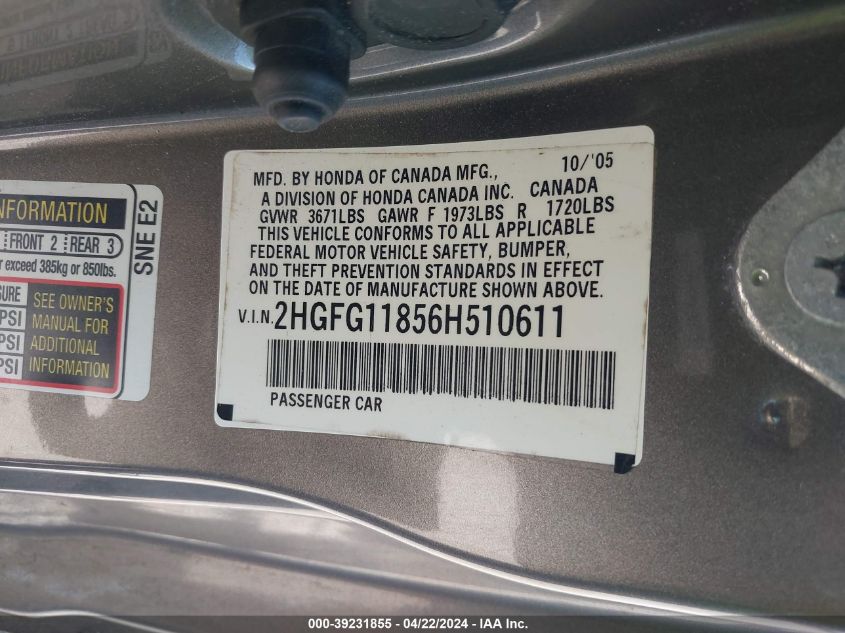 MFD. BY HONDA OF CANADA MFG., 10/'05
A DIVISION OF HONDA CANADA INC. CANADA
GVWR 3671LBS GAWR F 1973LBS R 1720LBS
THIS VEHICLE CONFORMS TO ALL APPLICABLE
FEDERAL MOTOR VEHICLE SAFETY, BUMPER,
AND THEFT PREVENTION STANDARDS IN EFFECT
ON THE DATE OF MANUFACTURE SHOWN ABOVE.
V.I.N. 2HGFG11856H510611
PASSENGER CAR
INFORMATION
FRONT 2 REAR 3
exceed 385kg or 850lbs.
SEE OWNER'S
PSI MANUAL FOR
PSI ADDITIONAL
PSI INFORMATION
SNE E2
000-39231855 - 04/22/2024 - IAA Inc.